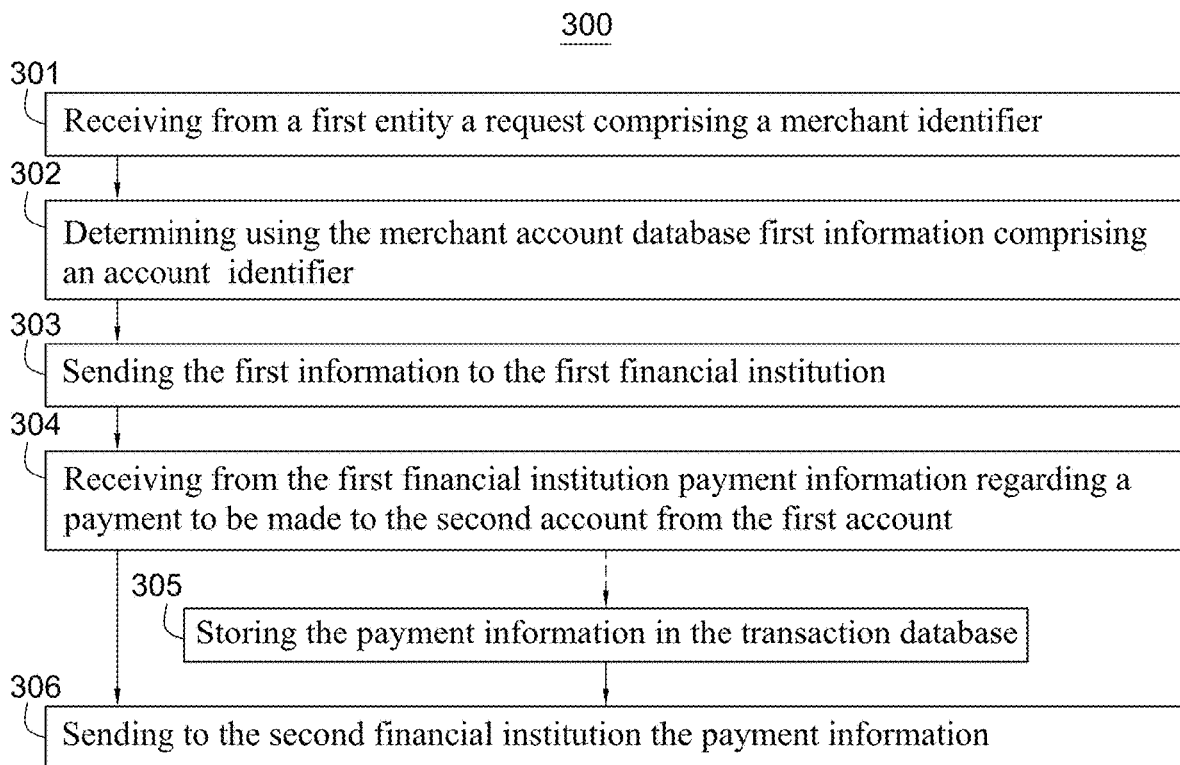 300
301
Receiving from a first entity a request comprising a merchant identifier
302
Determining using the merchant account database first information comprising
an account identifier
303
Sending the first information to the first financial institution
304
Receiving from the first financial institution payment information regarding a
payment to be made to the second account from the first account
305
Storing the payment information in the transaction database
306
Sending to the second financial institution the payment information